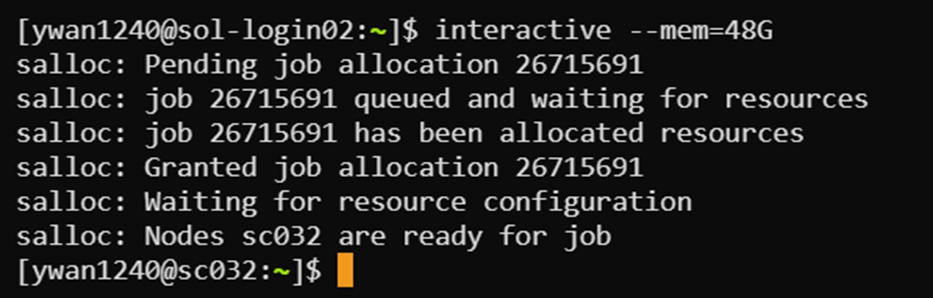 [ywan1240@sol-login02:~]$ interactive --mem=48G
salloc: Pending job allocation 26715691
salloc: job 26715691 queued and waiting for resources
salloc: job 26715691 has been allocated resources
salloc: Granted job allocation 26715691
salloc: Waiting for resource configuration
salloc: Nodes sc032 are ready for job
[ywan1240@sc032:~]$